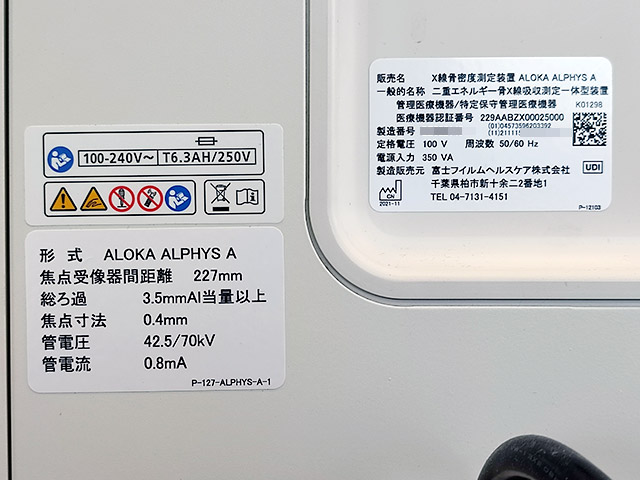 100-240V～ T6.3AH/250V
形 式 ALOKA ALPHYS A
焦点受像器間距離 227mm
総ろ過 3.5mmAl当量以上
焦点寸法 0.4mm
管電圧 42.5/70kV
管電流 0.8mA
P-127-ALPHYS-A-1
販売名 X線骨密度測定装置 ALOKA ALPHYS A
一般的名称 二重エネルギー骨X線吸収測定一体型装置
管理医療機器/特定保守管理医療機器 K01298
医療機器認証番号 229AABZX00025000
製造番号 (01)04573596203392
(11)21111
定格電圧 100 V 周波数 50/60 Hz
電源入力 350 VA
製造販売元 富士フイルムヘルスケア株式会社
千葉県柏市新十余二2番地1
TEL 04-7131-4151
UDI
CN
2021-11
P-12103